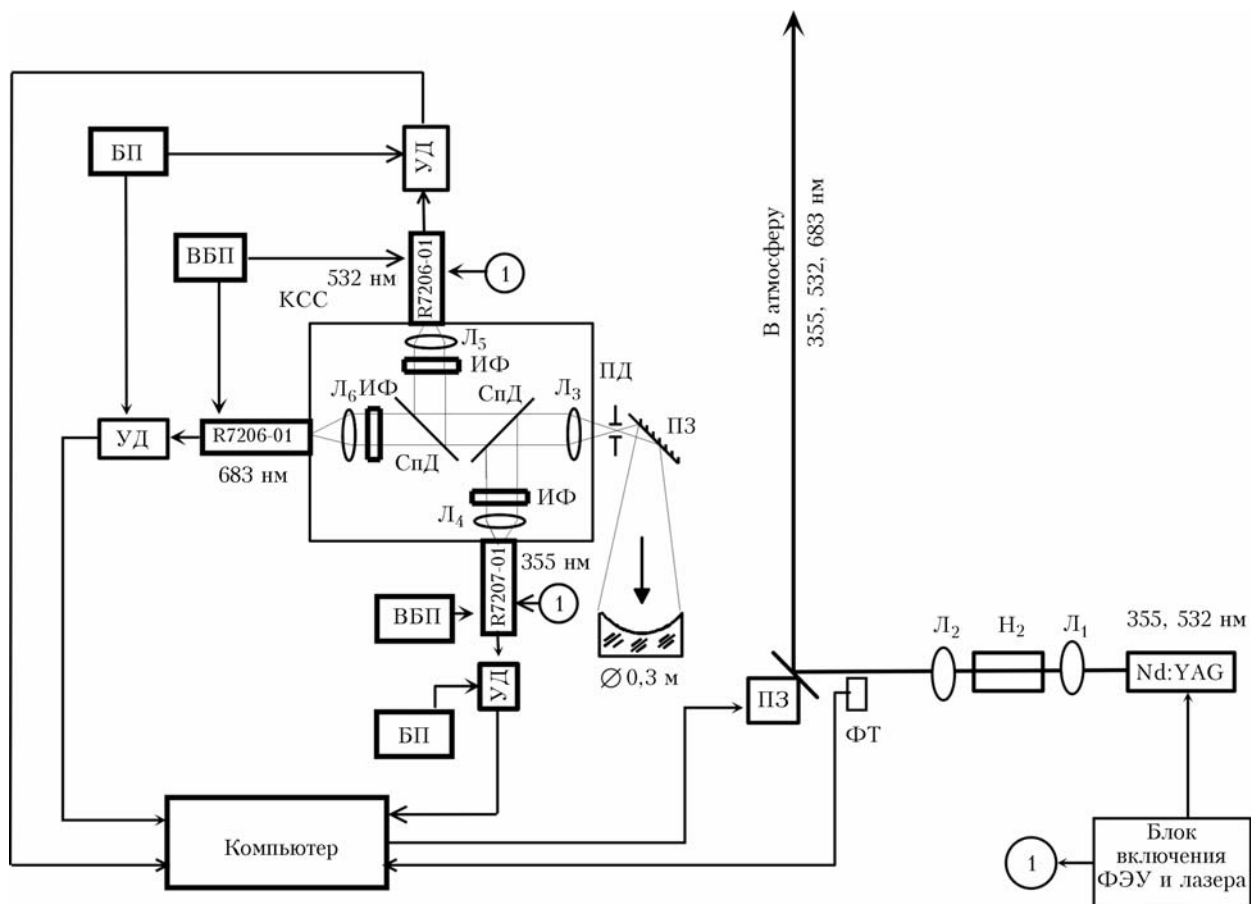 В атмосферу
355, 532, 683 нм
БП
УД
ВБП
532 нм
R7206-01
1
КСС
Л5
ИФ
ПД
Л6
ИФ
СпД
Л3
ПЗ
УД
R7206-01
683 нм
СпД
ИФ
Л4
355 нм
R7207-01
ВБП
1
∅ 0,3 м
УД
БП
Л2
H2
Л1
355, 532 нм
Nd:YAG
ПЗ
ФТ
Компьютер
1
Блок
включения
ФЭУ и лазера